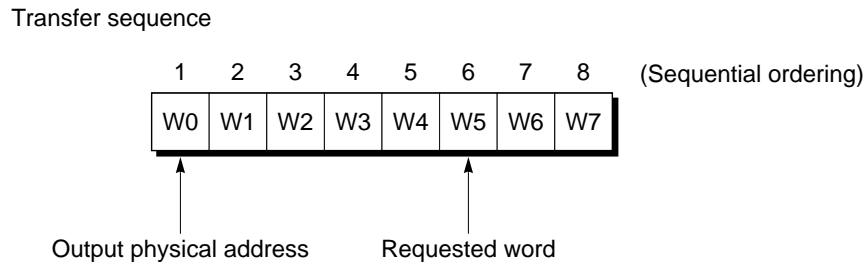 Transfer sequence
1 2 3 4 5 6 7 8 (Sequential ordering)
W0 W1 W2 W3 W4 W5 W6 W7
Output physical address Requested word